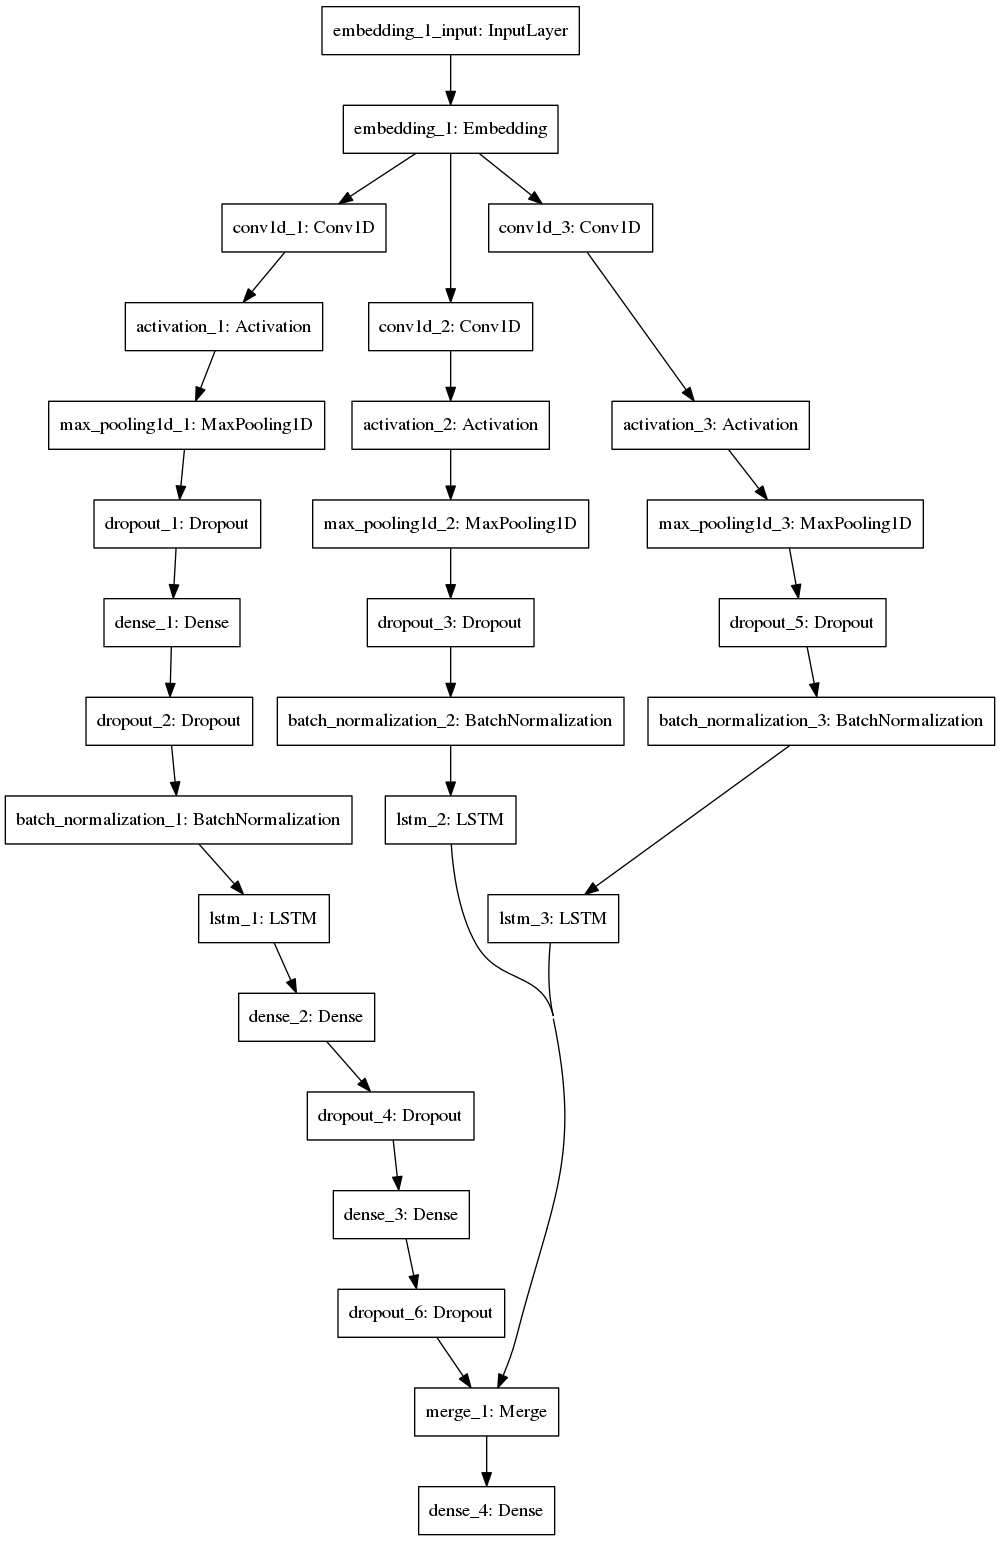 embedding_1_input: InputLayer
embedding_1: Embedding
conv1d_1: Conv1D
conv1d_3: Conv1D
activation_1: Activation
conv1d_2: Conv1D
max_pooling1d_1: MaxPooling1D
activation_2: Activation
activation_3: Activation
dropout_1: Dropout
max_pooling1d_2: MaxPooling1D
max_pooling1d_3: MaxPooling1D
dense_1: Dense
dropout_3: Dropout
dropout_5: Dropout
dropout_2: Dropout
batch_normalization_2: BatchNormalization
batch_normalization_3: BatchNormalization
batch_normalization_1: BatchNormalization
lstm_2: LSTM
lstm_1: LSTM
lstm_3: LSTM
dense_2: Dense
dropout_4: Dropout
dense_3: Dense
dropout_6: Dropout
merge_1: Merge
dense_4: Dense